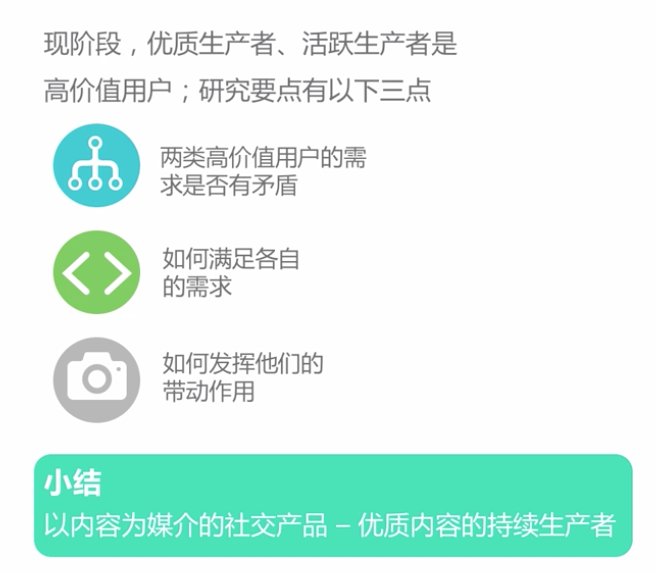 现阶段，优质生产者、活跃生产者是
高价值用户；研究要点有以下三点
两类高价值用户的需
求是否有矛盾
如何满足各自
的需求
如何发挥他们的
带动作用
小结
以内容为媒介的社交产品 – 优质内容的持续生产者